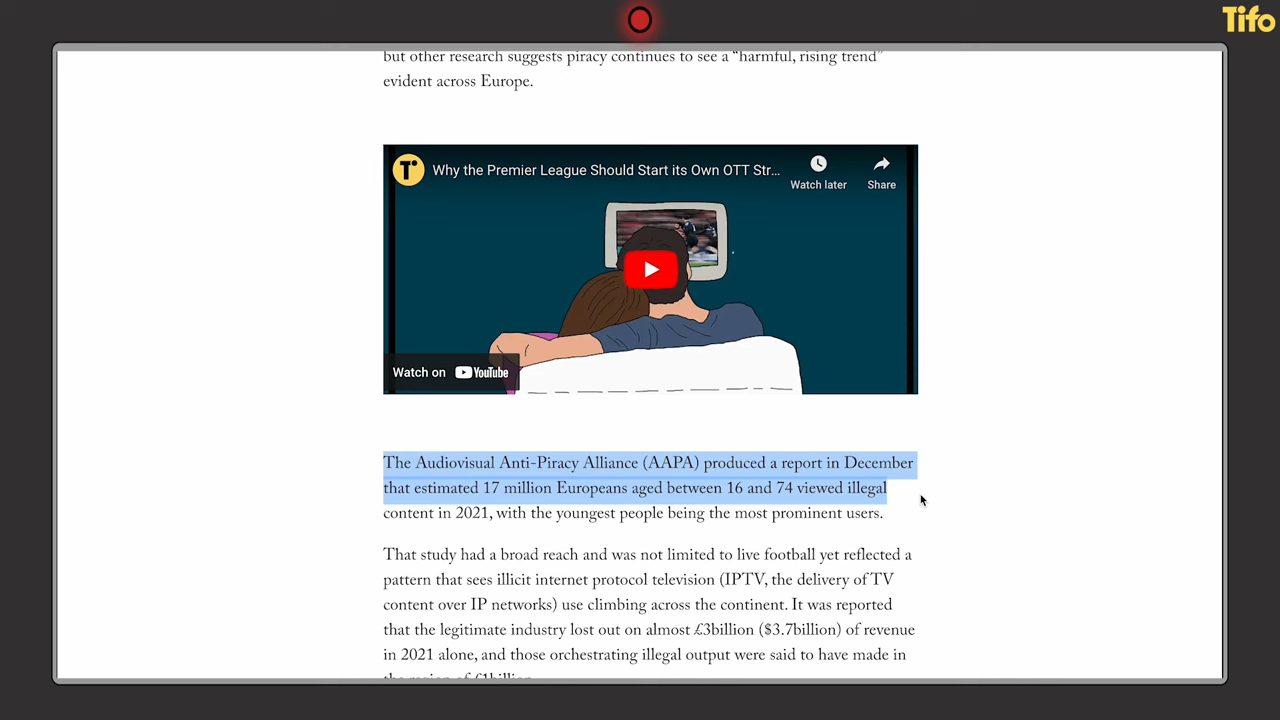 Tifo
but other research suggests piracy continues to see a “harmful, rising trend”
evident across Europe.
T
Why the Premier League Should Start its Own OTT Str...
Watch later
Share
Watch on YouTube
The Audiovisual Anti-Piracy Alliance (AAPA) produced a report in December
that estimated 17 million Europeans aged between 16 and 74 viewed illegal
content in 2021, with the youngest people being the most prominent users.
That study had a broad reach and was not limited to live football yet reflected a
pattern that sees illicit internet protocol television (IPTV, the delivery of TV
content over IP networks) use climbing across the continent. It was reported
that the legitimate industry lost out on almost £3billion ($3.7billion) of revenue
in 2021 alone, and those orchestrating illegal output were said to have made in
the region of £1billion